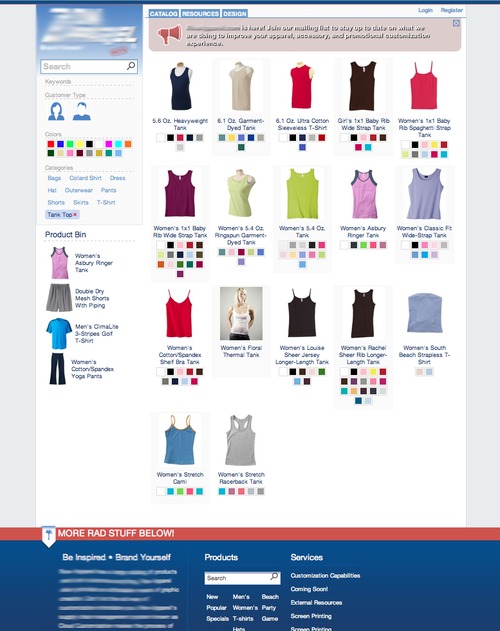 CATALOG
RESOURCES
DESIGN
Login
Register
BETA
is here! Join our mailing list to stay up to date on what we
are doing to improve your apparel, accessory, and promotional customization
experience.
Search
Keywords
Customer Type
Colors
Categories
Bags Collard Shirt Dress
Hat Outerwear Pants
Shorts Skirts T-Shirt
Tank Top x
Product Bin
Women's
Asbury Ringer
Tank
Double Dry
Mesh Shorts
With Piping
Men's ClimaLite
3-Stripes Golf
T-Shirt
Women's
Cotton/Spandex
Yoga Pants
5.6 Oz. Heavyweight
Tank
6.1 Oz. Garment-
Dyed Tank
6.1 Oz. Ultra Cotton
Sleeveless T-Shirt
Girl's 1x1 Baby Rib
Wide Strap Tank
Women's 1x1 Baby
Rib Spaghetti Strap
Tank
Women's 1x1 Baby
Rib Wide Strap Tank
Women's 5.4 Oz.
Ringspun Garment-
Dyed Tank
Women's 5.4 Oz.
Tank
Women's Asbury
Ringer Tank
Women's Classic Fit
Wide-Strap Tank
Women's
Cotton/Spandex
Shelf Bra Tank
Women's Floral
Thermal Tank
Women's Louise
Sheer Jersey
Longer-Length Tank
Women's Rachel
Sheer Rib Longer-
Length Tank
Women's South
Beach Strapless T-
Shirt
Women's Stretch
Cami
Women's Stretch
Racerback Tank
MORE RAD STUFF BELOW!
Be Inspired • Brand Yourself
Products
Search
New Men's Beach
Popular Women's Party
Specials T-shirts Game
Hats
Services
Customization Capabilities
Coming Soon!
External Resources
Screen Printing
Screen Printing